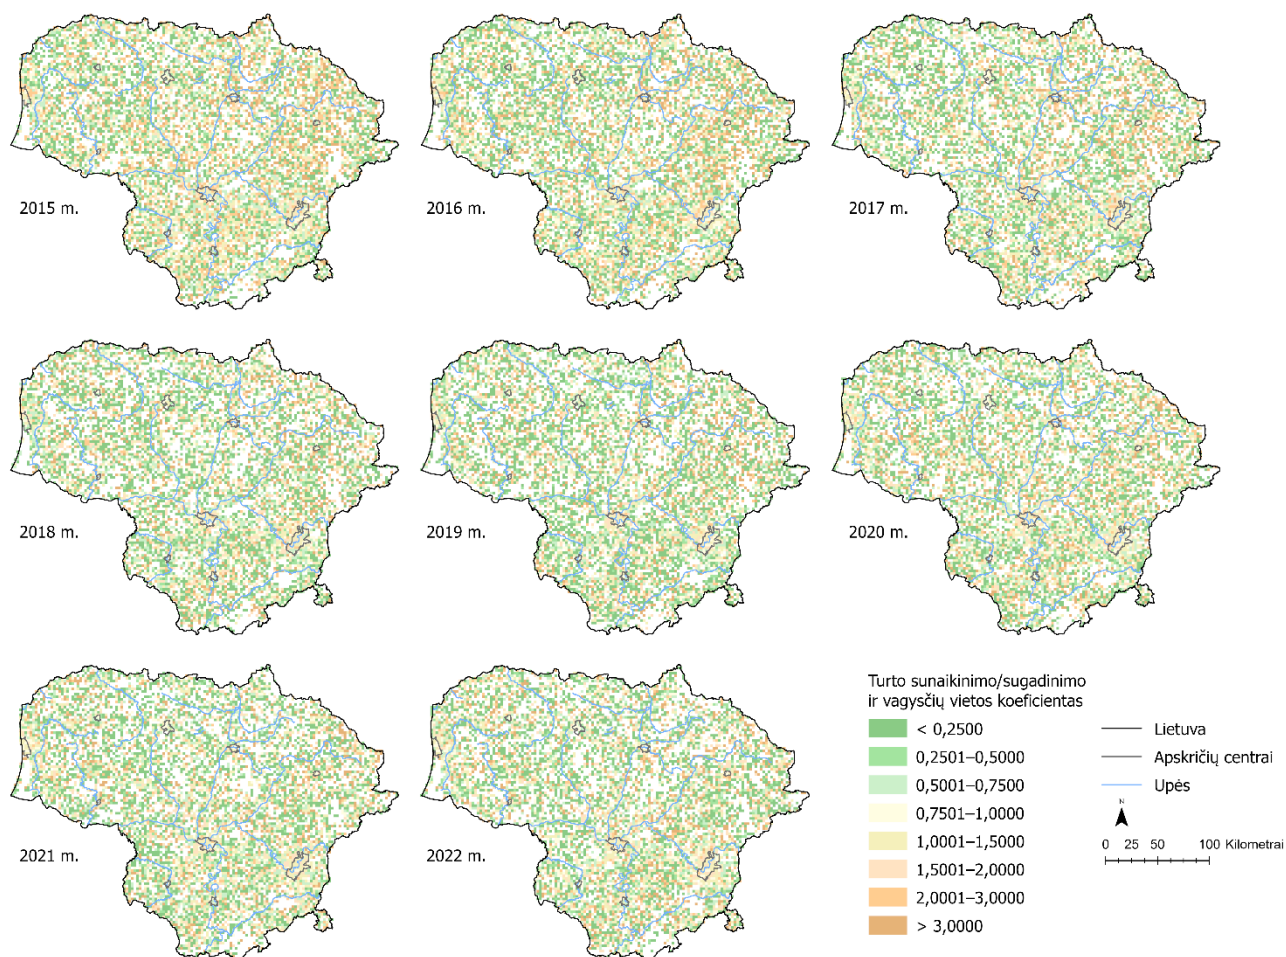 2015 m.
2016 m.
2017 m.
2018 m.
2019 m.
2020 m.
2021 m.
2022 m.
Turto sunaikinimo/sugadinimo
ir vagysčių vietos koeficientas
< 0,2500
0,2501–0,5000
0,5001–0,7500
0,7501–1,0000
1,0001–1,5000
1,5001–2,0000
2,0001–3,0000
> 3,0000
Lietuva
Apskričių centrai
Upės
N
0 25 50 100 Kilometrai